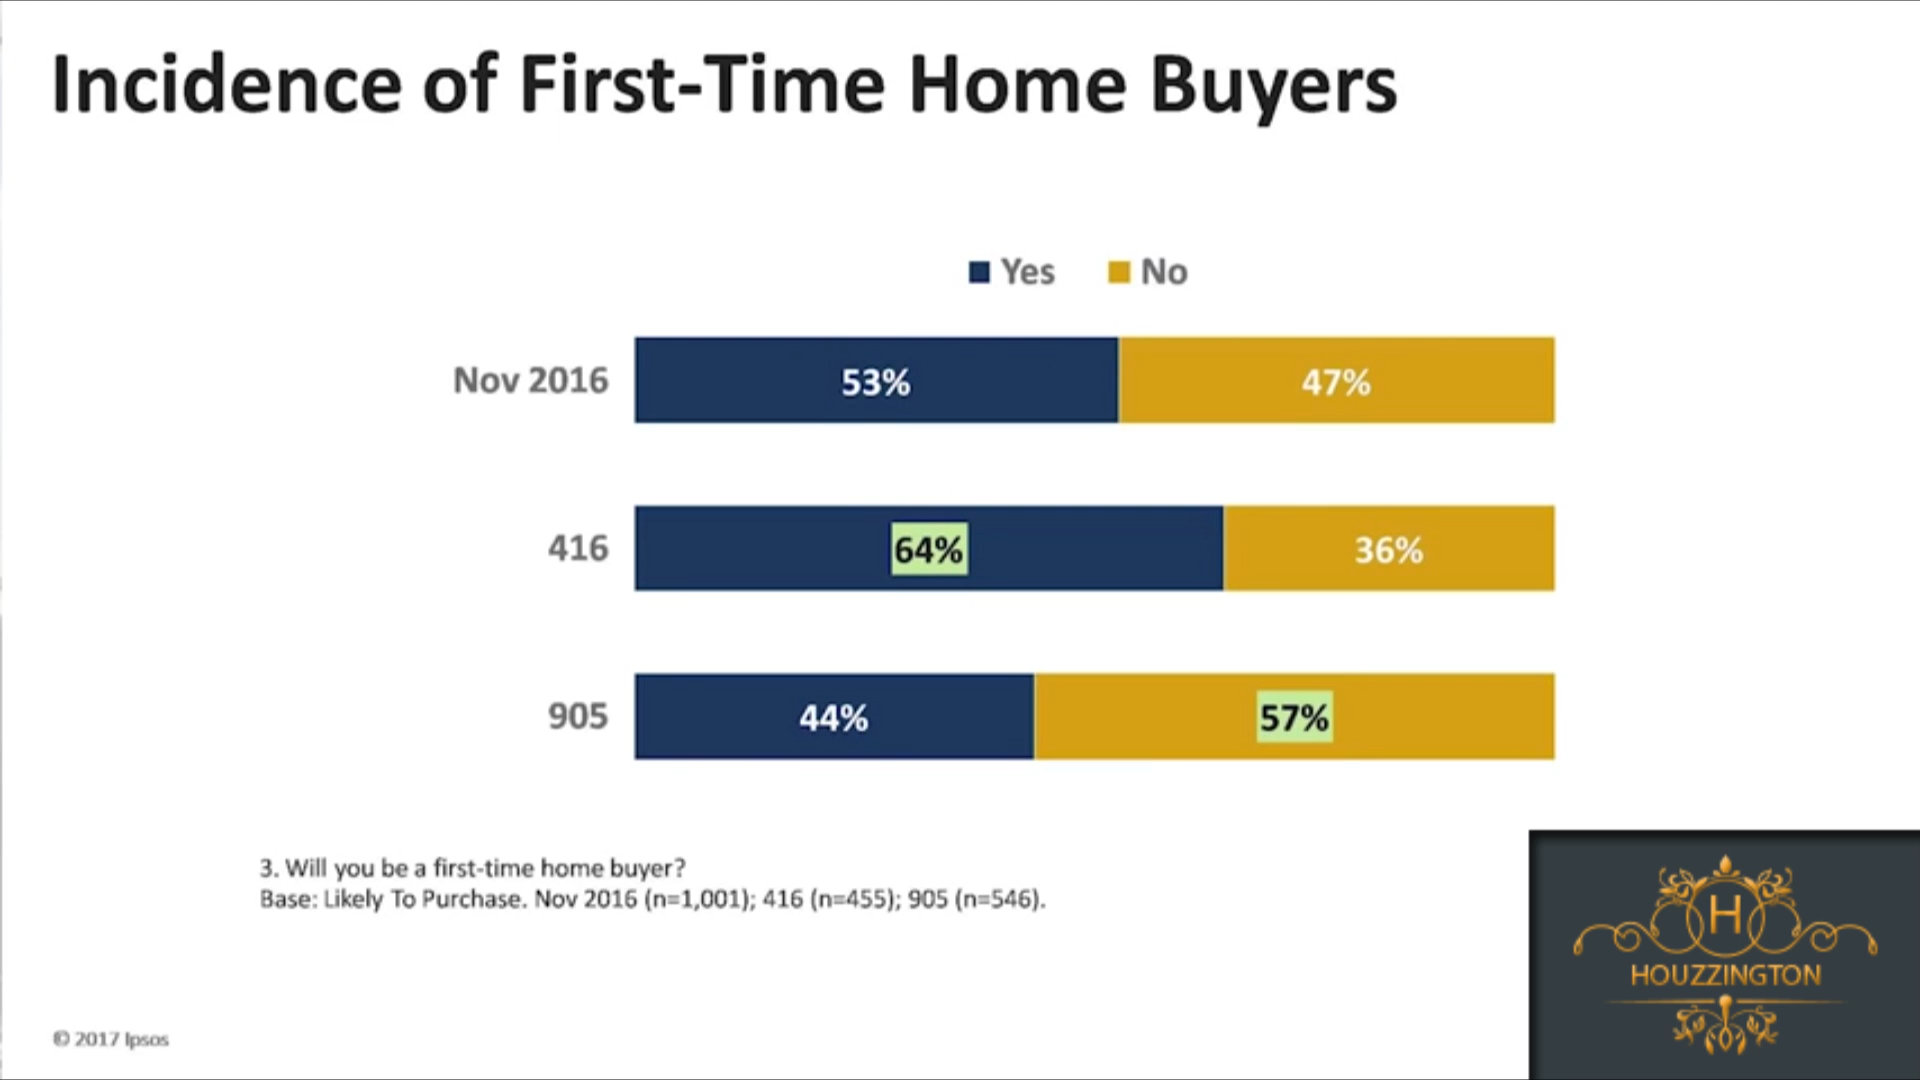 Incidence of First-Time Home Buyers
Yes No
Nov 2016 53% 47%
416 64% 36%
905 44% 57%
3. Will you be a first-time home buyer?
Base: Likely To Purchase. Nov 2016 (n=1,001); 416 (n=455); 905 (n=546).
H
HOUZZINGTON
© 2017 Ipsos